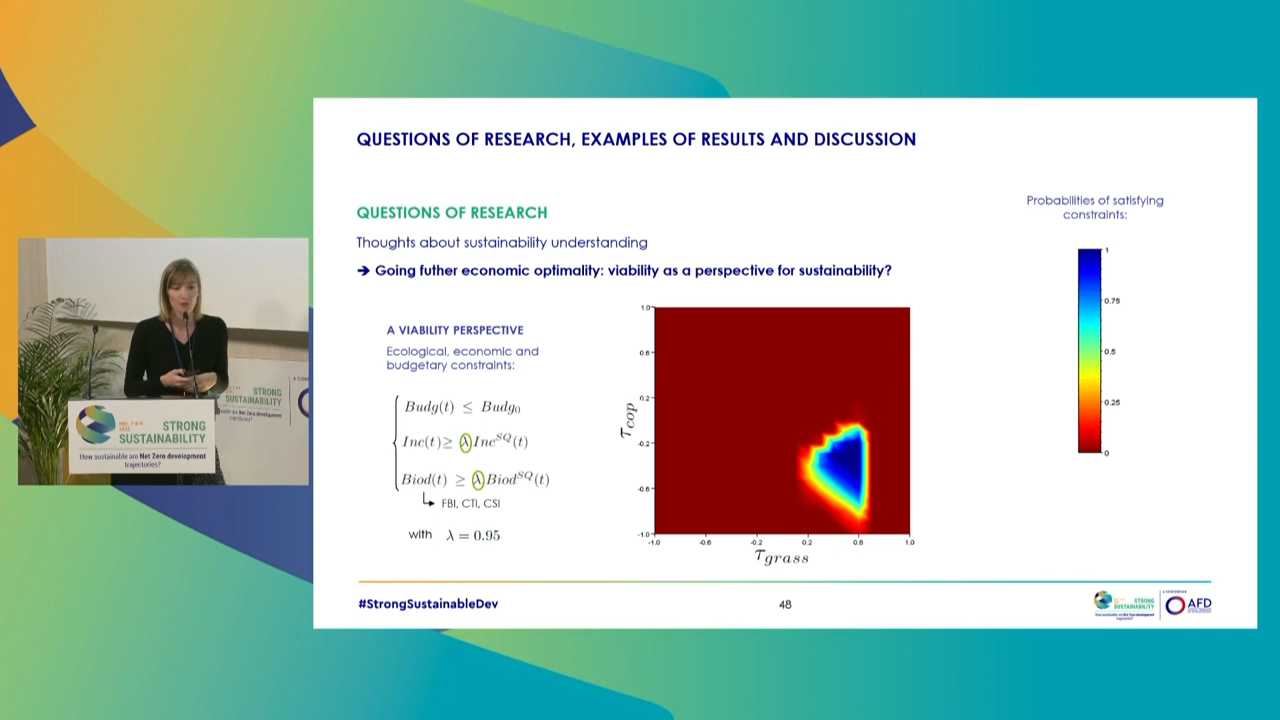 QUESTIONS OF RESEARCH, EXAMPLES OF RESULTS AND DISCUSSION
QUESTIONS OF RESEARCH
Thoughts about sustainability understanding
➔ Going futher economic optimality: viability as a perspective for sustainability?
A VIABILITY PERSPECTIVE
Ecological, economic and
budgetary constraints:
Budg(t) ≤ Budg₀
Inc(t) ≥ λ Inc^SQ(t)
Biod(t) ≥ λ Biod^SQ(t)
FBI, CTI, CSI
with λ = 0.95
1.0
0.6
0.2
-0.2
-0.6
-1.0
τcop
-1.0 -0.6 -0.2 0.2 0.6 1.0
τgrass
Probabilities of satisfying
constraints:
1
0.75
0.5
0.25
0
STRONG
SUSTAINABILITY
How sustainable are Net Zero development
trajectories?
STRONG
SUSTAINABILITY
#StrongSustainableDev
48
STRONG
SUSTAINABILITY
A CONFERENCE
AFD